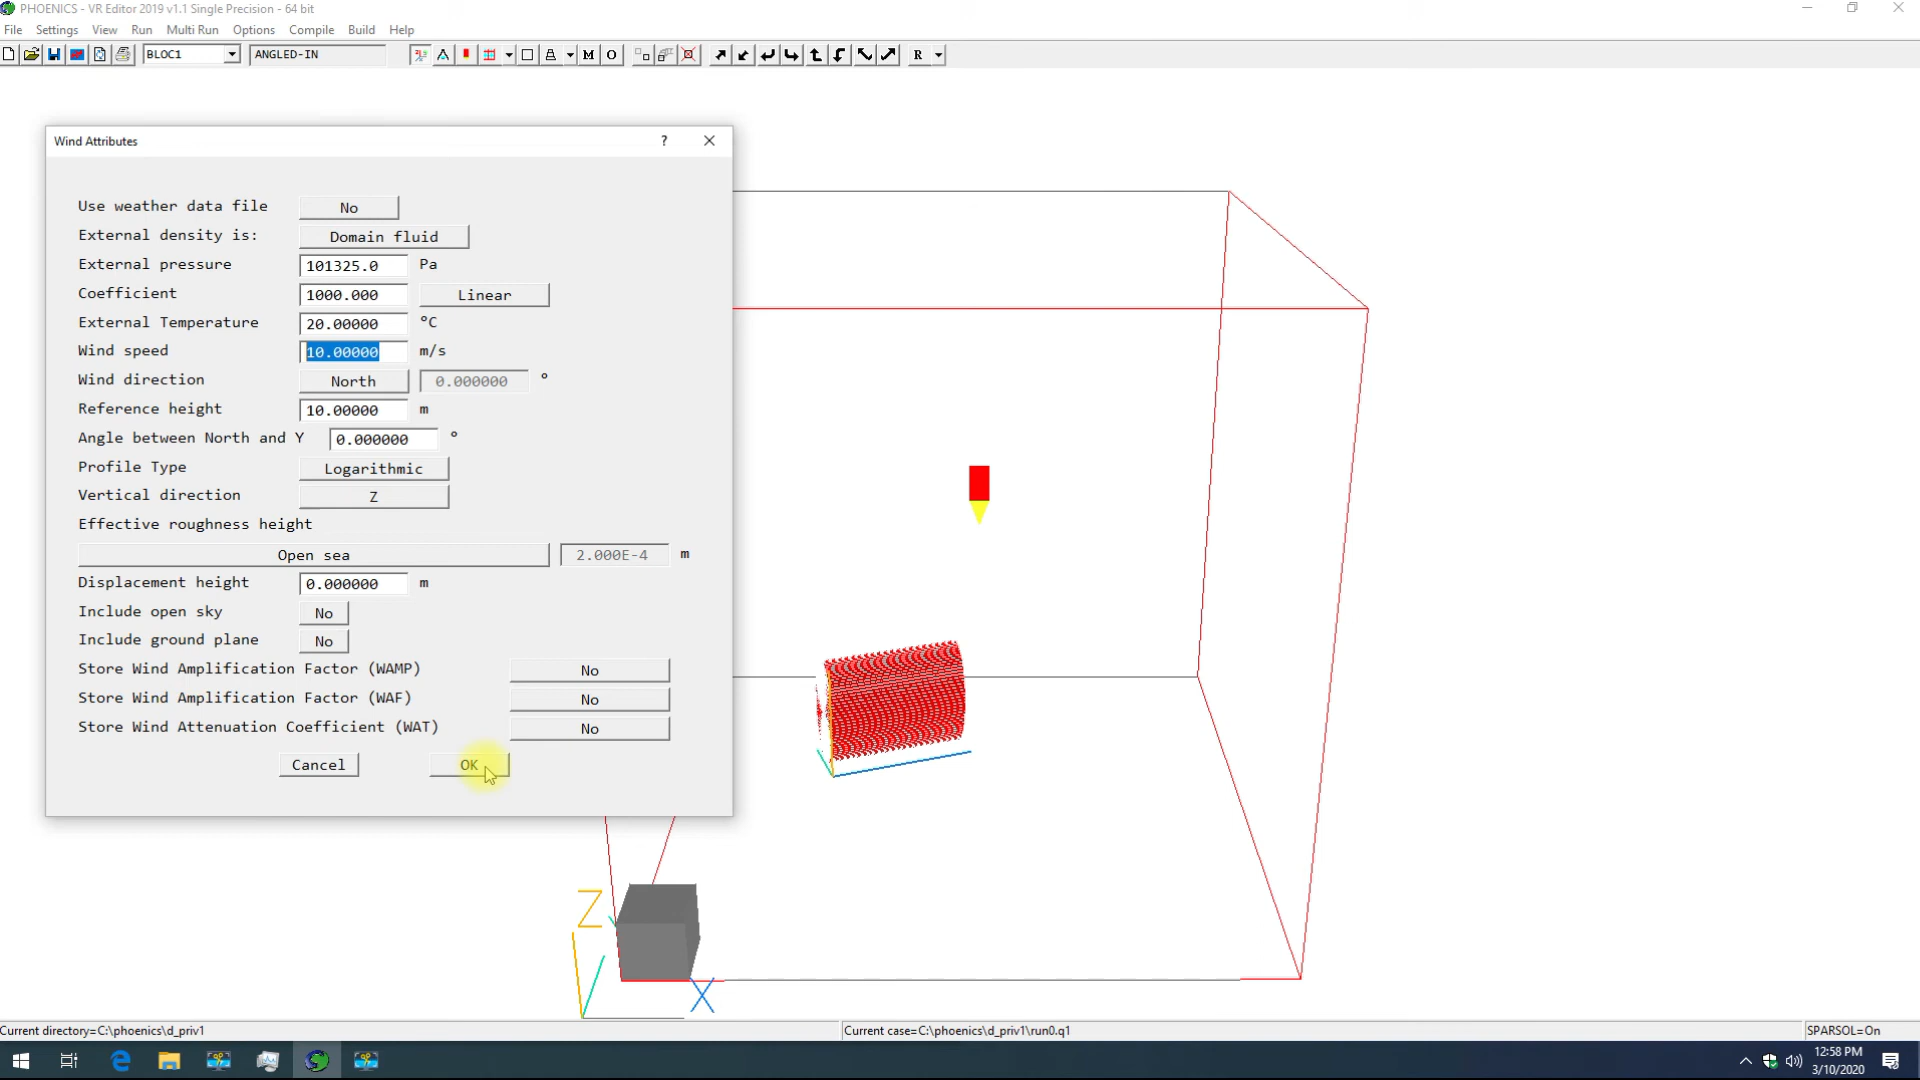 PHOENICS - VR Editor 2019 v1.1 Single Precision - 64 bit
File Settings View Run Multi Run Options Compile Build Help
BLOC1 ANGLED-IN M O R
Wind Attributes ?
Use weather data file No
External density is: Domain fluid
External pressure 101325.0 Pa
Coefficient 1000.000 Linear
External Temperature 20.00000 °C
Wind speed 10.00000 m/s
Wind direction North 0.000000 °
Reference height 10.00000 m
Angle between North and Y 0.000000 °
Profile Type Logarithmic
Vertical direction Z
Effective roughness height
Open sea 2.000E-4 m
Displacement height 0.000000 m
Include open sky No
Include ground plane No
Store Wind Amplification Factor (WAMP) No
Store Wind Amplification Factor (WAF) No
Store Wind Attenuation Coefficient (WAT) No
Cancel OK
Z
X
Current directory=C:\phoenics\d_priv1 Current case=C:\phoenics\d_priv1\run0.q1 SPARSOL=On
12:58 PM
3/10/2020